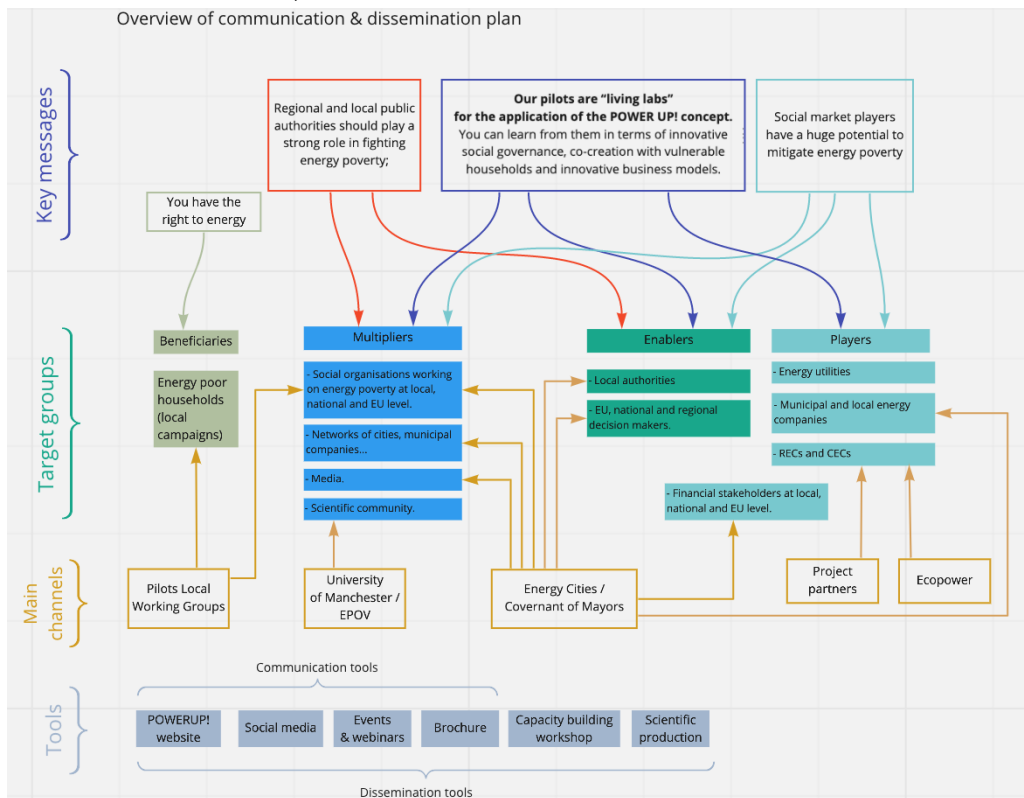 Overview of communication & dissemination plan
Key messages
Regional and local public
authorities should play a
strong role in fighting
energy poverty;
Our pilots are “living labs”
for the application of the POWER UP! concept.
You can learn from them in terms of innovative
social governance, co-creation with vulnerable
households and innovative business models.
Social market players
have a huge potential to
mitigate energy poverty
You have the
right to energy
Target groups
Beneficiaries
Energy poor
households
(local
campaigns)
Multipliers
- Social organisations working
on energy poverty at local,
national and EU level.
- Networks of cities, municipal
companies...
- Media.
- Scientific community.
Enablers
- Local authorities
- EU, national and regional
decision makers.
Players
- Energy utilities
- Municipal and local energy
companies
- RECs and CECs
- Financial stakeholders at local,
national and EU level.
Main
channels
Pilots Local
Working Groups
University
of Manchester /
EPOV
Energy Cities /
Covernant of Mayors
Project
partners
Ecopower
Tools
Communication tools
POWERUP!
website
Social media
Events
& webinars
Brochure
Capacity building
workshop
Scientific
production
Dissemination tools